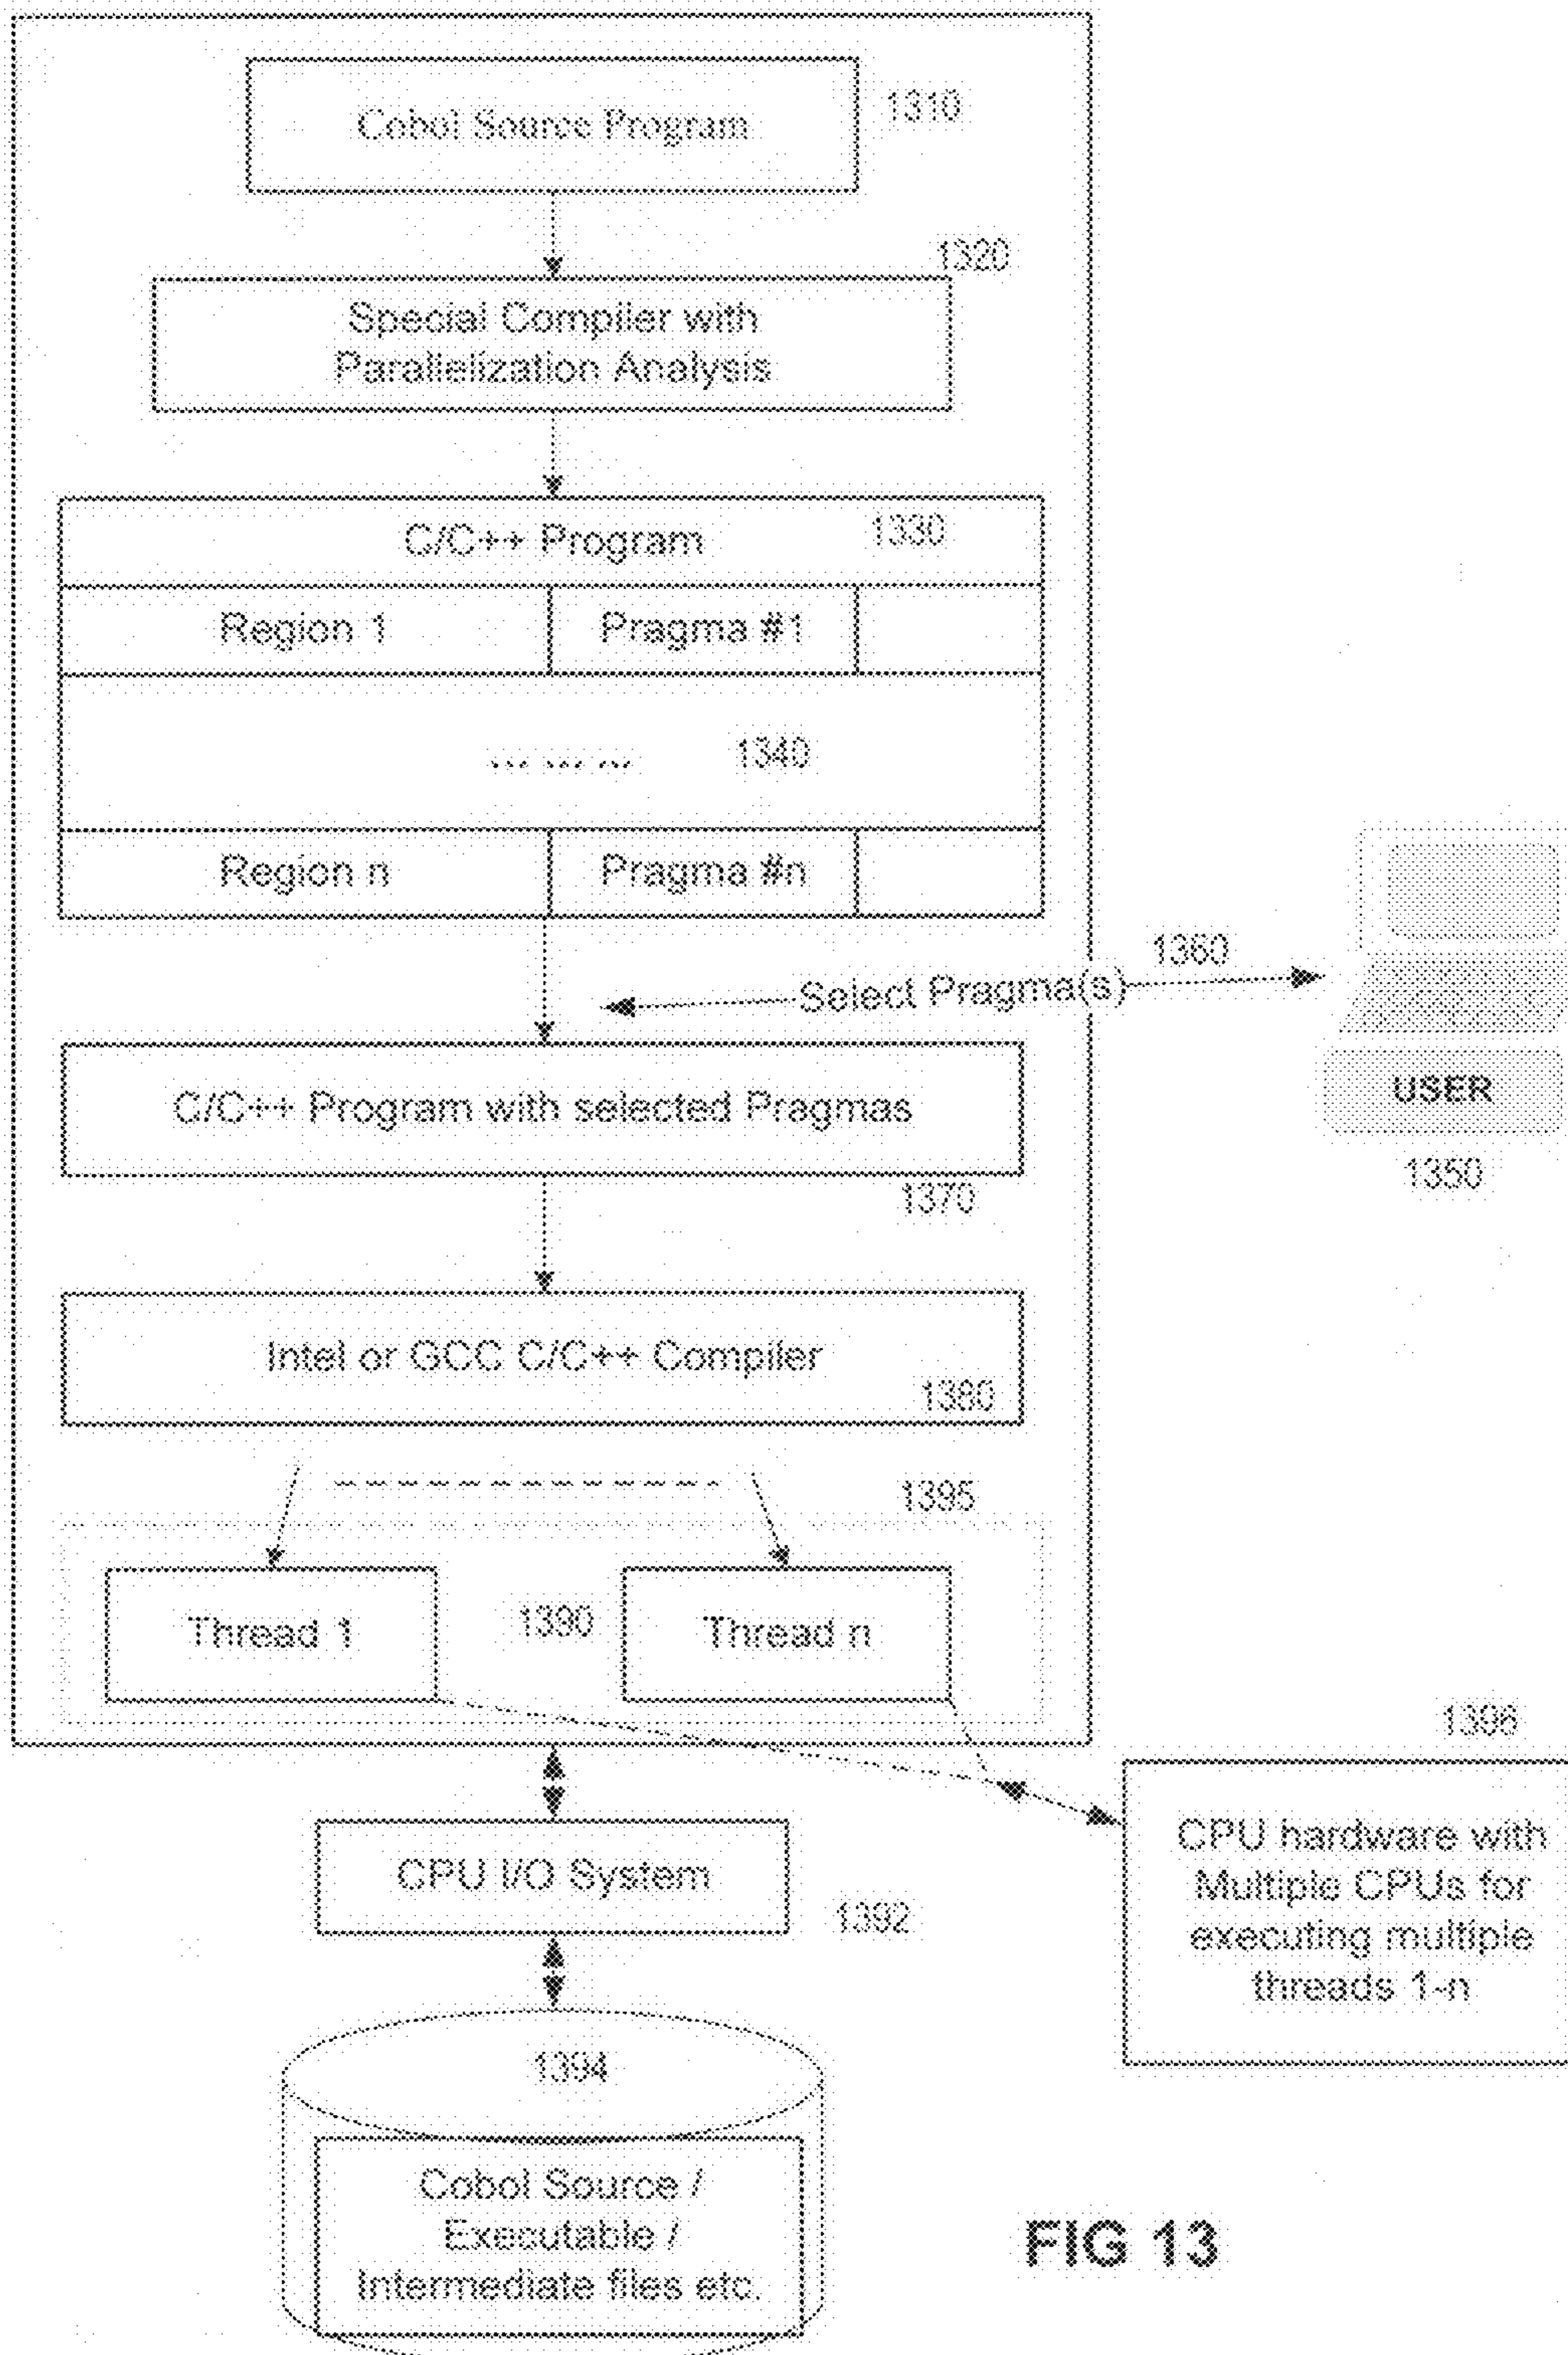 Cobol Source Program
1310
1320
Special Compiler with
Parallelization Analysis
C/C++ Program
1330
Region 1
Pragma #1
... ... ...
1340
Region n
Pragma #n
1360
Select Pragma(s)
USER
1350
C/C++ Program with selected Pragmas
1370
Intel or GCC C/C++ Compiler
1380
1395
Thread 1
1390
Thread n
1396
CPU hardware with
Multiple CPUs for
executing multiple
threads 1-n
CPU I/O System
1392
1394
Cobol Source /
Executable /
Intermediate files etc.
FIG 13